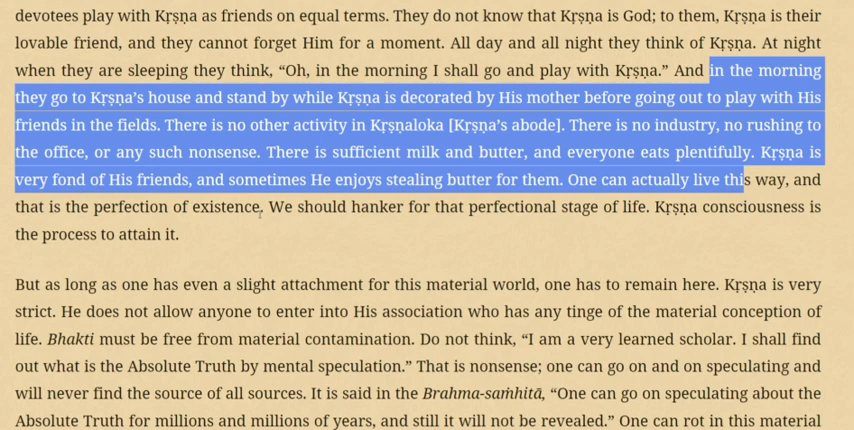 devotees play with Kṛṣṇa as friends on equal terms. They do not know that Kṛṣṇa is God; to them, Kṛṣṇa is their
lovable friend, and they cannot forget Him for a moment. All day and all night they think of Kṛṣṇa. At night
when they are sleeping they think, “Oh, in the morning I shall go and play with Kṛṣṇa.” And in the morning
they go to Kṛṣṇa’s house and stand by while Kṛṣṇa is decorated by His mother before going out to play with His
friends in the fields. There is no other activity in Kṛṣṇaloka [Kṛṣṇa’s abode]. There is no industry, no rushing to
the office, or any such nonsense. There is sufficient milk and butter, and everyone eats plentifully. Kṛṣṇa is
very fond of His friends, and sometimes He enjoys stealing butter for them. One can actually live this way, and
that is the perfection of existence. We should hanker for that perfectional stage of life. Kṛṣṇa consciousness is
the process to attain it.
But as long as one has even a slight attachment for this material world, one has to remain here. Kṛṣṇa is very
strict. He does not allow anyone to enter into His association who has any tinge of the material conception of
life. Bhakti must be free from material contamination. Do not think, “I am a very learned scholar. I shall find
out what is the Absolute Truth by mental speculation.” That is nonsense; one can go on and on speculating and
will never find the source of all sources. It is said in the Brahma-saṁhitā, “One can go on speculating about the
Absolute Truth for millions and millions of years, and still it will not be revealed.” One can rot in this material